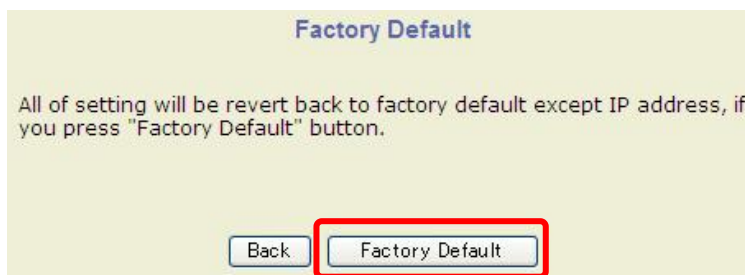 Factory Default
All of setting will be revert back to factory default except IP address, if
you press "Factory Default" button.
Back Factory Default